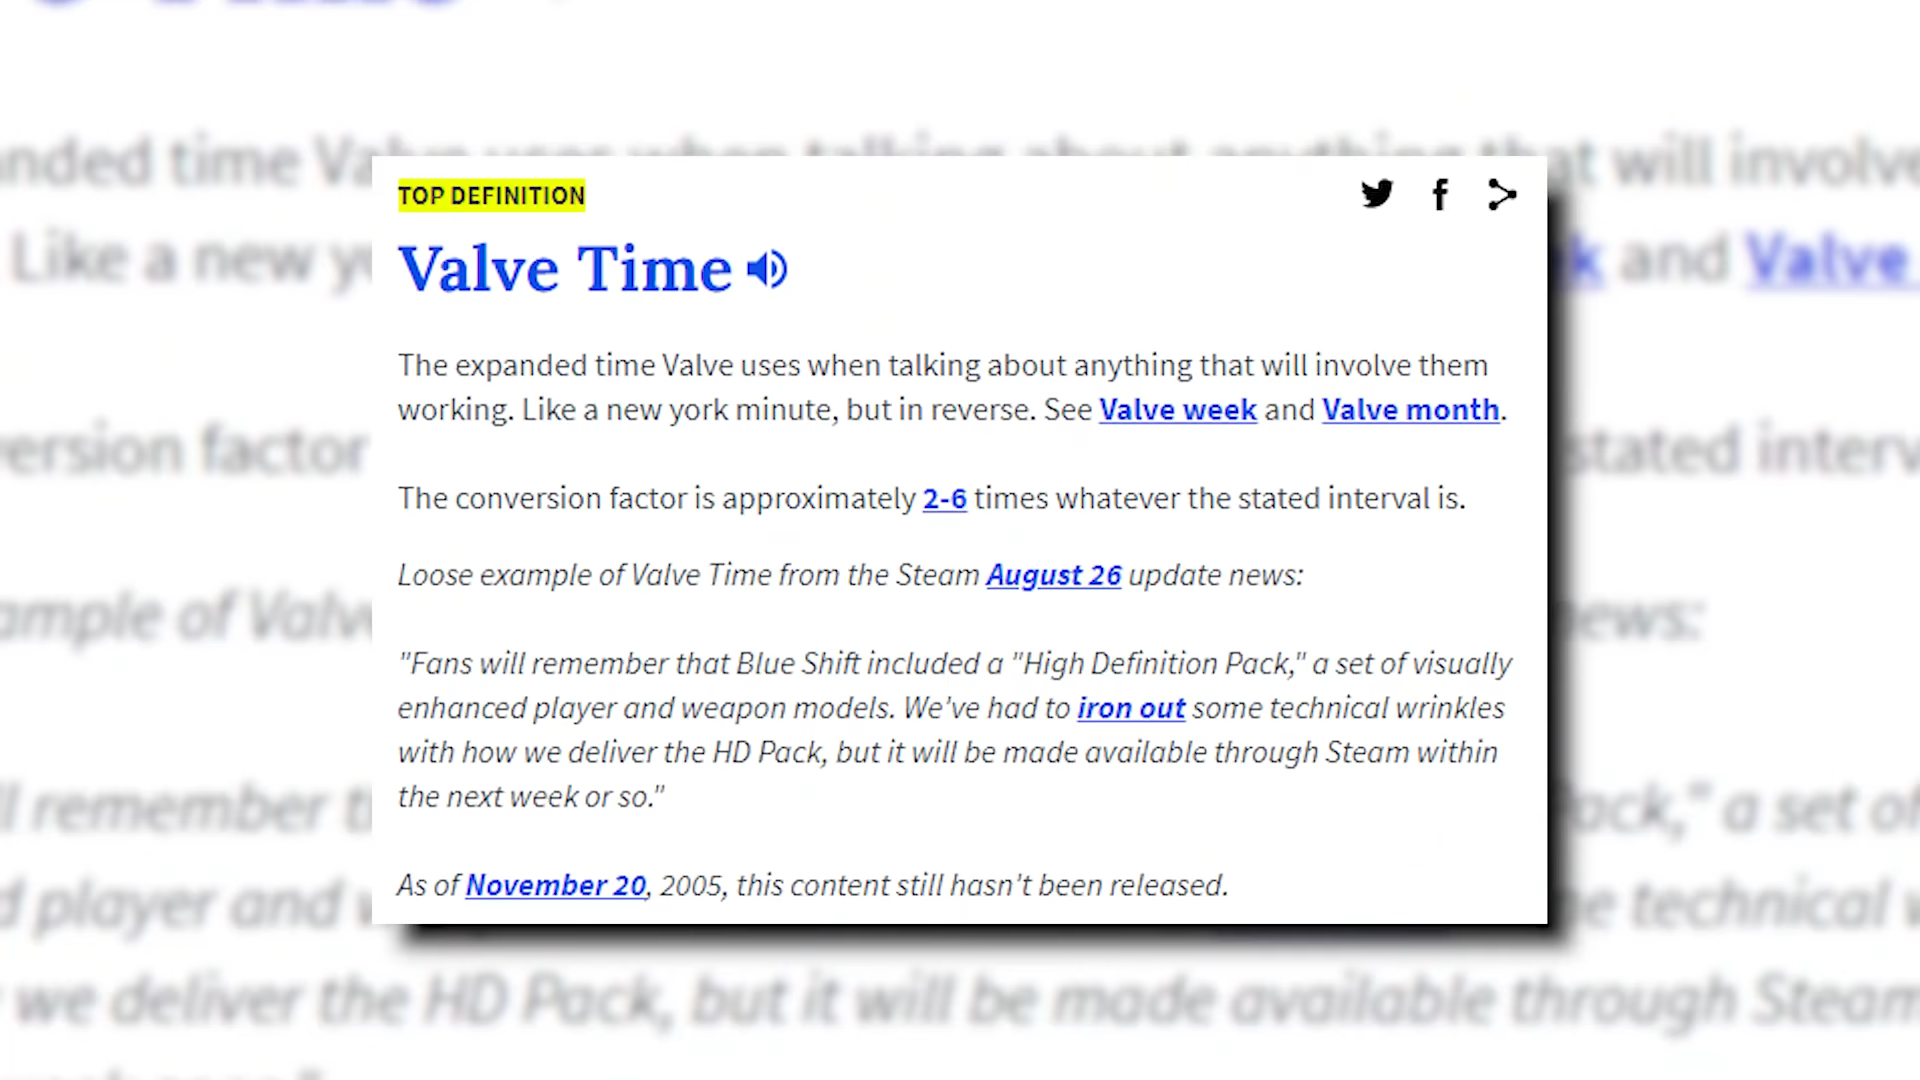 TOP DEFINITION
Valve Time
The expanded time Valve uses when talking about anything that will involve them
working. Like a new york minute, but in reverse. See Valve week and Valve month.
The conversion factor is approximately 2-6 times whatever the stated interval is.
Loose example of Valve Time from the Steam August 26 update news:
"Fans will remember that Blue Shift included a "High Definition Pack," a set of visually
enhanced player and weapon models. We've had to iron out some technical wrinkles
with how we deliver the HD Pack, but it will be made available through Steam within
the next week or so."
As of November 20, 2005, this content still hasn't been released.